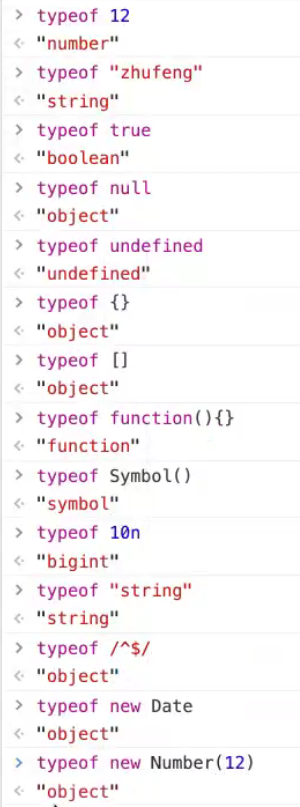 > typeof 12
< "number"
> typeof "zhufeng"
< "string"
> typeof true
< "boolean"
> typeof null
< "object"
> typeof undefined
< "undefined"
> typeof {}
< "object"
> typeof []
< "object"
> typeof function(){}
< "function"
> typeof Symbol()
< "symbol"
> typeof 10n
< "bigint"
> typeof "string"
< "string"
> typeof /^$/
< "object"
> typeof new Date
< "object"
> typeof new Number(12)
< "object"